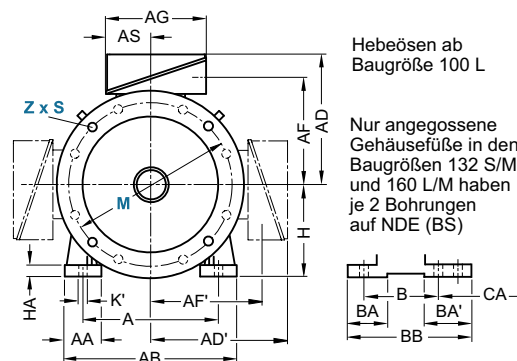 AG
AS
Z x S
AF
AD
M
H
HA
K'
A
AA
AB
AF'
AD'
Hebeösen ab
Baugröße 100 L
Nur angegossene
Gehäusefüße in den
Baugrößen 132 S/M
und 160 L/M haben
je 2 Bohrungen
auf NDE (BS)
B
CA
BA
BA'
BB